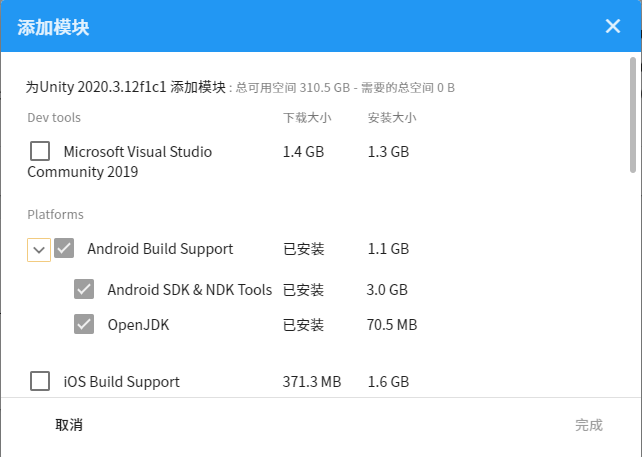 添加模块
为Unity 2020.3.12f1c1 添加模块 : 总可用空间 310.5 GB - 需要的总空间 0 B
Dev tools 下载大小 安装大小
Microsoft Visual Studio Community 2019 1.4 GB 1.3 GB
Platforms
Android Build Support 已安装 1.1 GB
Android SDK & NDK Tools 已安装 3.0 GB
OpenJDK 已安装 70.5 MB
iOS Build Support 371.3 MB 1.6 GB
取消 完成